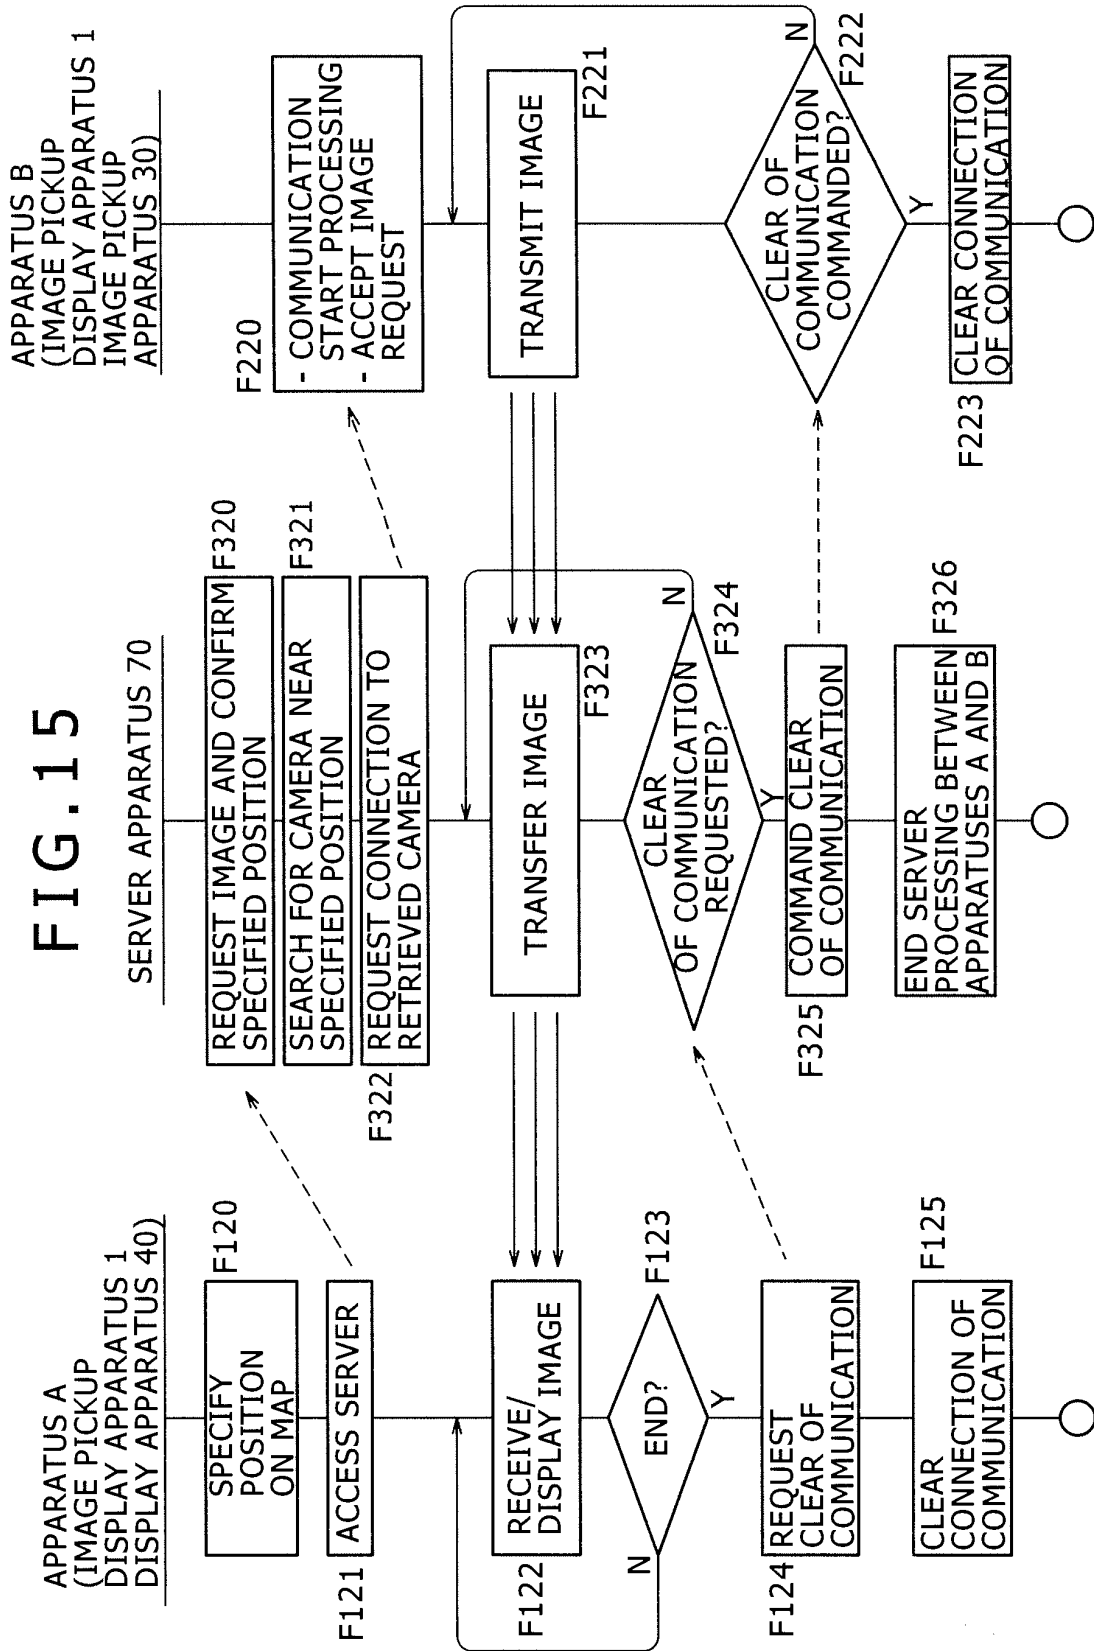 FIG.15
APPARATUS A
(IMAGE PICKUP
DISPLAY APPARATUS 1
DISPLAY APPARATUS 40)
SPECIFY
POSITION
ON MAP
F120
ACCESS SERVER
F121
RECEIVE/
DISPLAY IMAGE
F122
END?
F123
N
Y
REQUEST
CLEAR OF
COMMUNICATION
F124
CLEAR
CONNECTION OF
COMMUNICATION
F125
SERVER APPARATUS 70
REQUEST IMAGE AND CONFIRM
SPECIFIED POSITION
F320
SEARCH FOR CAMERA NEAR
SPECIFIED POSITION
F321
REQUEST CONNECTION TO
RETRIEVED CAMERA
F322
TRANSFER IMAGE
F323
CLEAR
OF COMMUNICATION
REQUESTED?
F324
N
Y
COMMAND CLEAR
OF COMMUNICATION
F325
END SERVER
PROCESSING BETWEEN
APPARATUSES A AND B
F326
APPARATUS B
(IMAGE PICKUP
DISPLAY APPARATUS 1
IMAGE PICKUP
APPARATUS 30)
F220
- COMMUNICATION
START PROCESSING
- ACCEPT IMAGE
REQUEST
TRANSMIT IMAGE
F221
CLEAR OF
COMMUNICATION
COMMANDED?
F222
N
Y
CLEAR CONNECTION
OF COMMUNICATION
F223